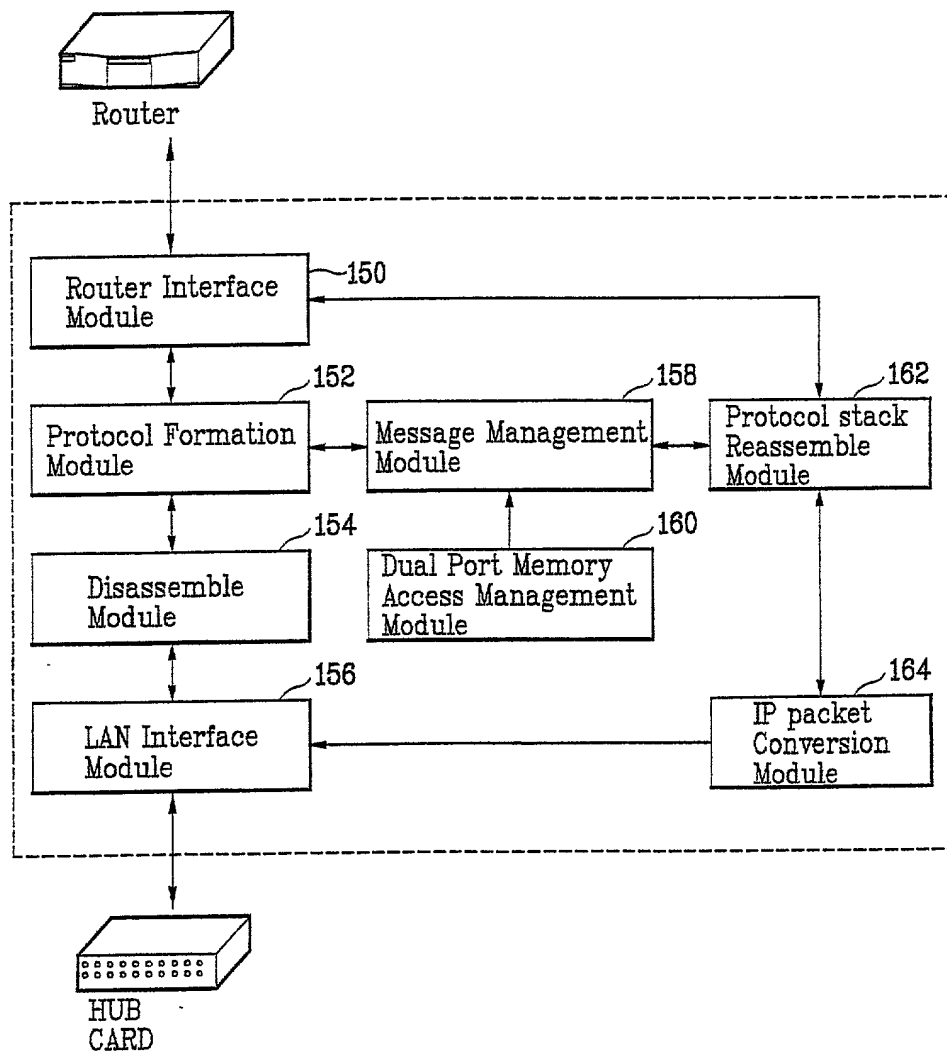 Router
150
Router Interface
Module
152
Protocol Formation
Module
158
Message Management
Module
162
Protocol stack
Reassemble
Module
154
Disassemble
Module
160
Dual Port Memory
Access Management
Module
156
LAN Interface
Module
164
IP packet
Conversion
Module
HUB
CARD